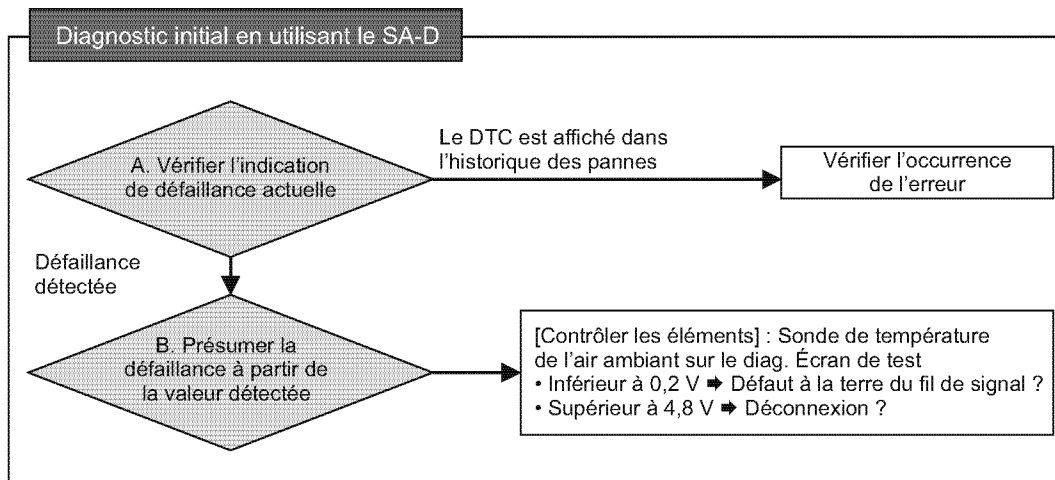 Diagnostic initial en utilisant le SA-D
A. Vérifier l'indication
de défaillance actuelle
Le DTC est affiché dans
l'historique des pannes
Vérifier l'occurrence
de l'erreur
Défaillance
détectée
B. Présumer la
défaillance à partir de
la valeur détectée
[Contrôler les éléments] : Sonde de température
de l'air ambiant sur le diag. Écran de test
• Inférieur à 0,2 V ➡ Défaut à la terre du fil de signal ?
• Supérieur à 4,8 V ➡ Déconnexion ?